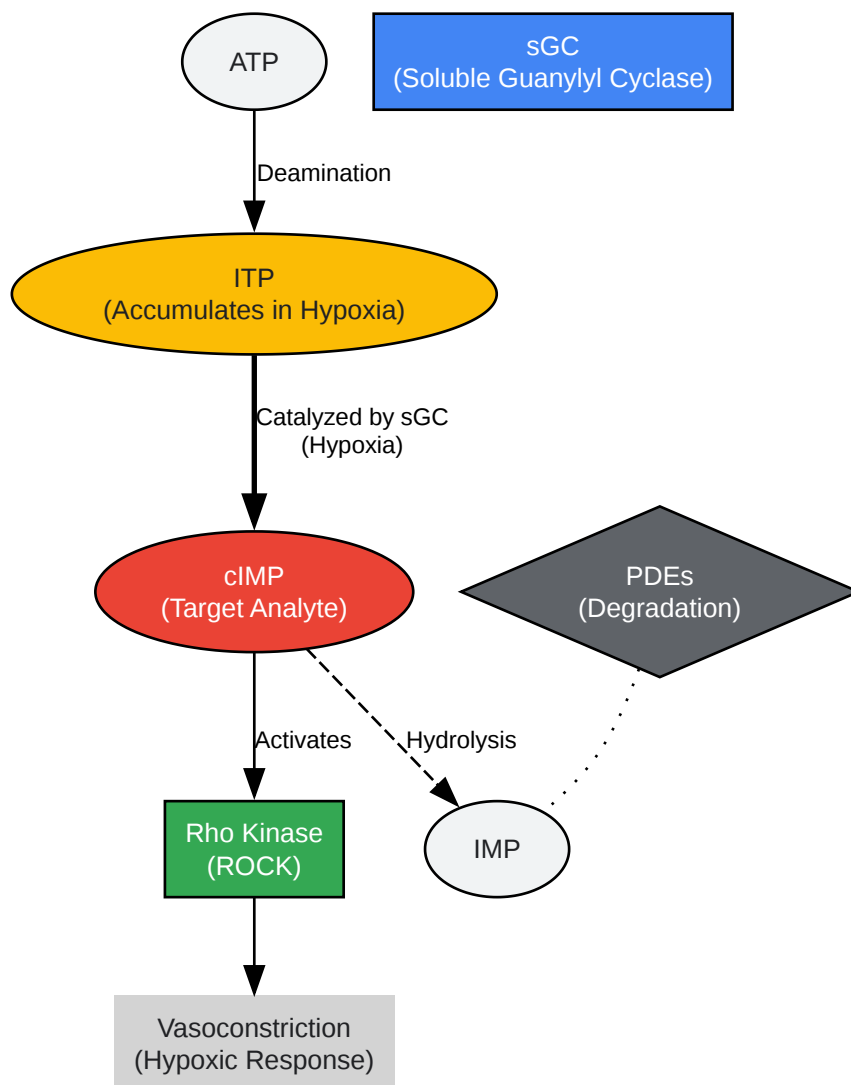 ATP
sGC
(Soluble Guanylyl Cyclase)
Deamination
ITP
(Accumulates in Hypoxia)
Catalyzed by sGC
(Hypoxia)
cIMP
(Target Analyte)
PDEs
(Degradation)
Activates
Hydrolysis
Rho Kinase
(ROCK)
IMP
Vasoconstriction
(Hypoxic Response)